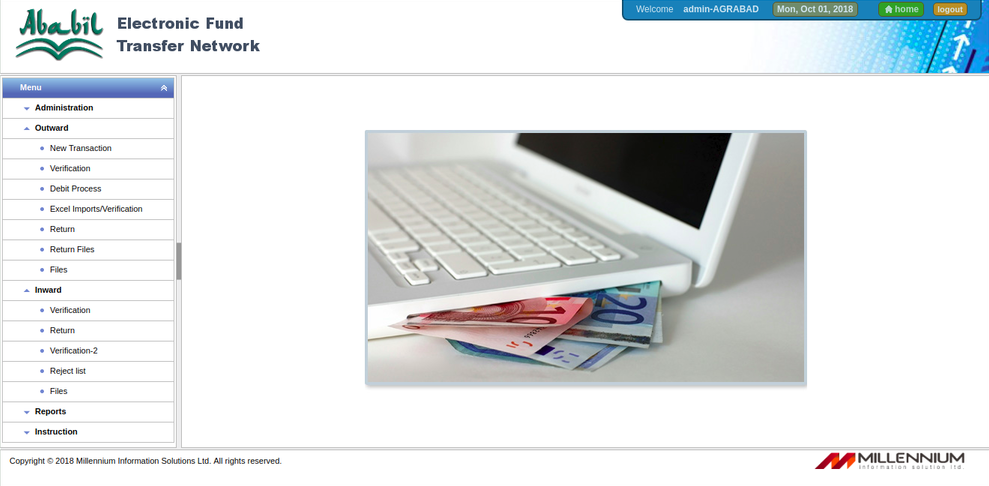 Ababil
Electronic Fund
Transfer Network
Welcome admin-AGRABAD Mon, Oct 01, 2018 home logout
Menu
Administration
Outward
New Transaction
Verification
Debit Process
Excel Imports/Verification
Return
Return Files
Files
Inward
Verification
Return
Verification-2
Reject list
Files
Reports
Instruction
10
20
Copyright © 2018 Millennium Information Solutions Ltd. All rights reserved.
MILLENNIUM
information solution ltd.